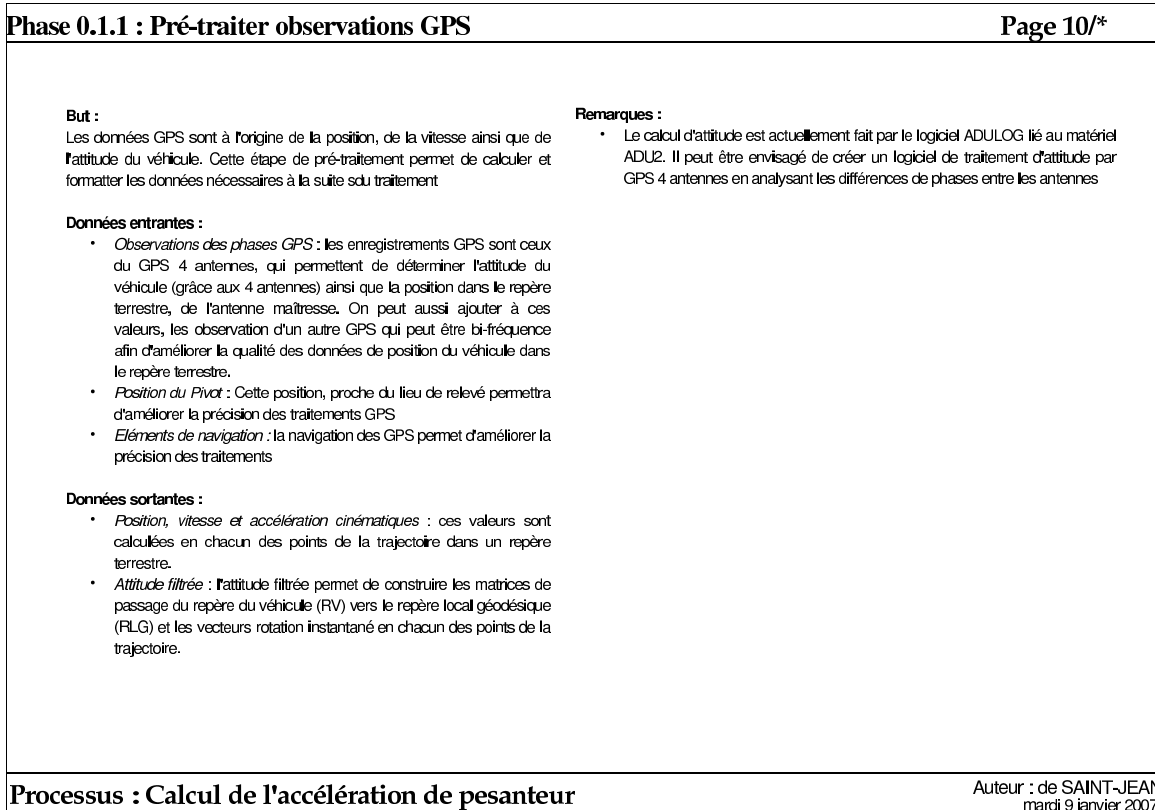 Phase 0.1.1 : Pré-traiter observations GPS
Page 10/*
But :
Les données GPS sont à l'origine de la position, de la vitesse ainsi que de
l'attitude du véhicule. Cette étape de pré-traitement permet de calculer et
formatter les données nécessaires à la suite sdu traitement
Données entrantes :
• Observations des phases GPS : les enregistrements GPS sont ceux
du GPS 4 antennes, qui permettent de déterminer l'attitude du
véhicule (grâce aux 4 antennes) ainsi que la position dans le repère
terrestre, de l'antenne maîtresse. On peut aussi ajouter à ces
valeurs, les observation d'un autre GPS qui peut être bi-fréquence
afin d'améliorer la qualité des données de position du véhicule dans
le repère terrestre.
• Position du Pivot : Cette position, proche du lieu de relevé permettra
d'améliorer la précision des traitements GPS
• Eléments de navigation : la navigation des GPS permet d'améliorer la
précision des traitements
Données sortantes :
• Position, vitesse et accélération cinématiques : ces valeurs sont
calculées en chacun des points de la trajectoire dans un repère
terrestre.
• Attitude filtrée : l'attitude filtrée permet de construire les matrices de
passage du repère du véhicule (RV) vers le repère local géodésique
(RLG) et les vecteurs rotation instantané en chacun des points de la
trajectoire.
Remarques :
• Le calcul d'attitude est actuellement fait par le logiciel ADULOG lié au matériel
ADU2. Il peut être envisagé de créer un logiciel de traitement d'attitude par
GPS 4 antennes en analysant les différences de phases entre les antennes
Processus : Calcul de l'accélération de pesanteur
Auteur : de SAINT-JEAN
mardi 9 janvier 2007